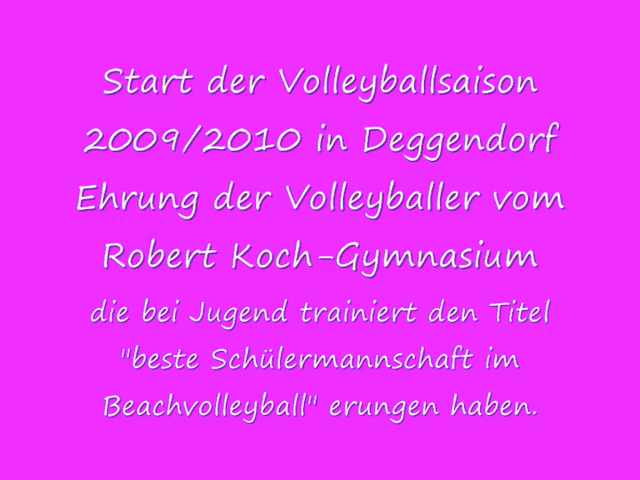 Start der Volleyballsaison
2009/2010 in Deggendorf
Ehrung der Volleyballer vom
Robert Koch-Gymnasium
die bei Jugend trainiert den Titel
"beste Schülermannschaft im
Beachvolleyball" erungen haben.